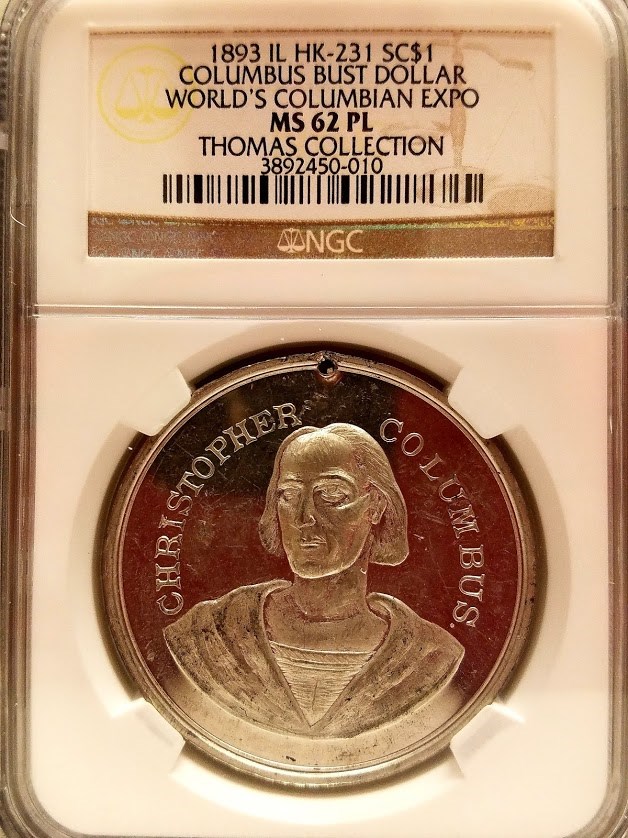 1893 IL HK-231 SC$1
COLUMBUS BUST DOLLAR
WORLD'S COLUMBIAN EXPO
MS 62 PL
THOMAS COLLECTION
3892450-010
NGC
CHRISTOPHER COLUMBUS.